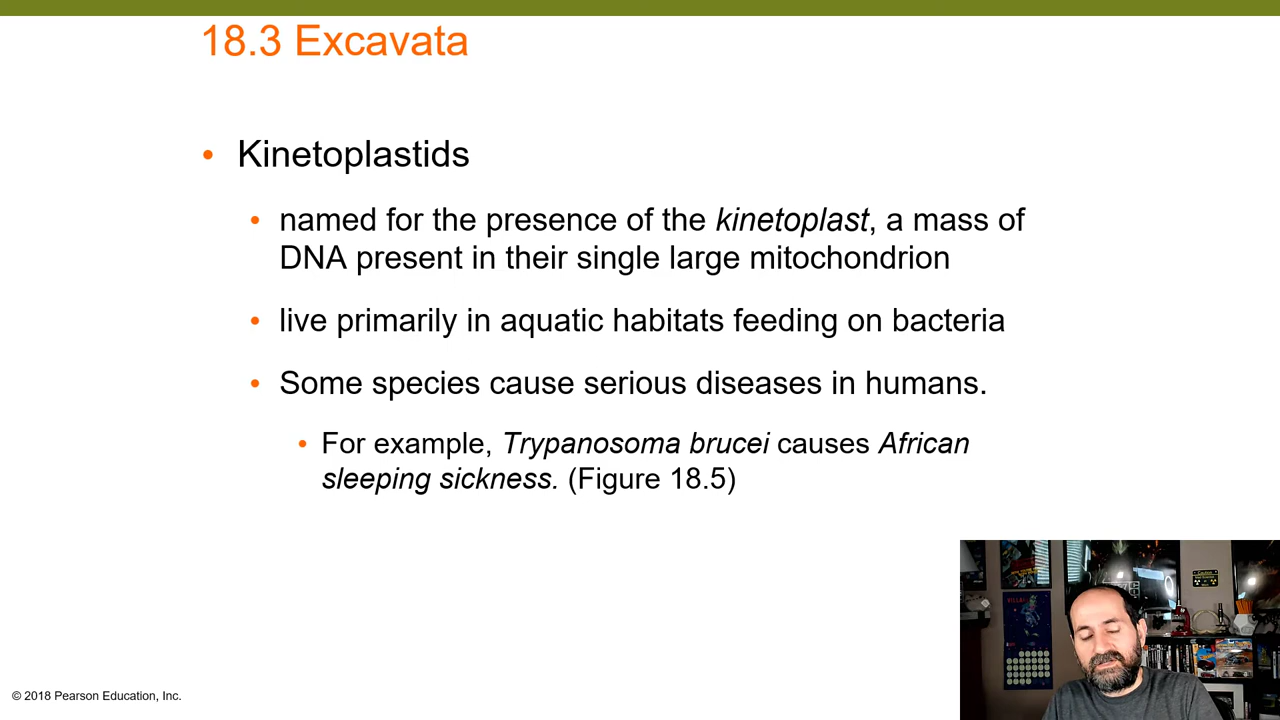 18.3 Excavata
• Kinetoplastids
• named for the presence of the kinetoplast, a mass of
DNA present in their single large mitochondrion
• live primarily in aquatic habitats feeding on bacteria
• Some species cause serious diseases in humans.
• For example, Trypanosoma brucei causes African
sleeping sickness. (Figure 18.5)
© 2018 Pearson Education, Inc.